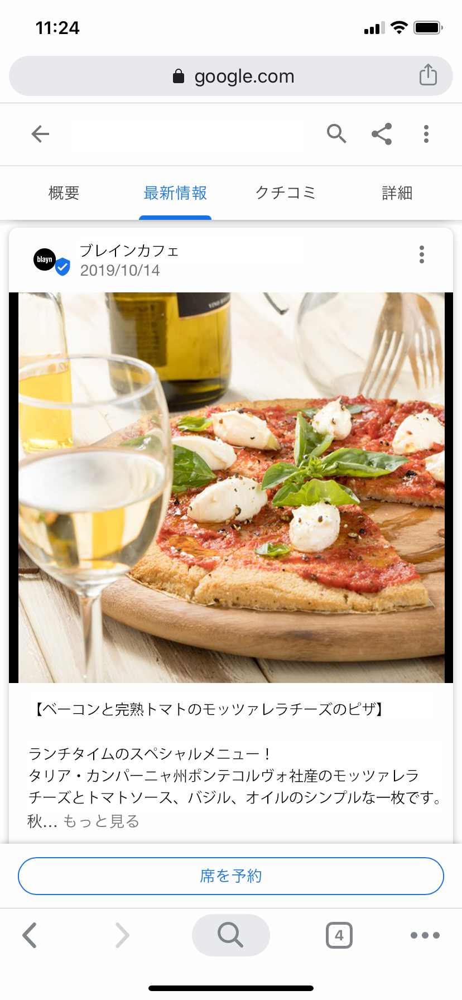 11:24
google.com
概要 最新情報 クチコミ 詳細
blayn
ブレインカフェ
2019/10/14
【ベーコンと完熟トマトのモッツァレラチーズのピザ】
ランチタイムのスペシャルメニュー！
タリア・カンパーニャ州ポンテコルヴォ社産のモッツァレラ
チーズとトマトソース、バジル、オイルのシンプルな一枚です。
秋... もっと見る
席を予約
4